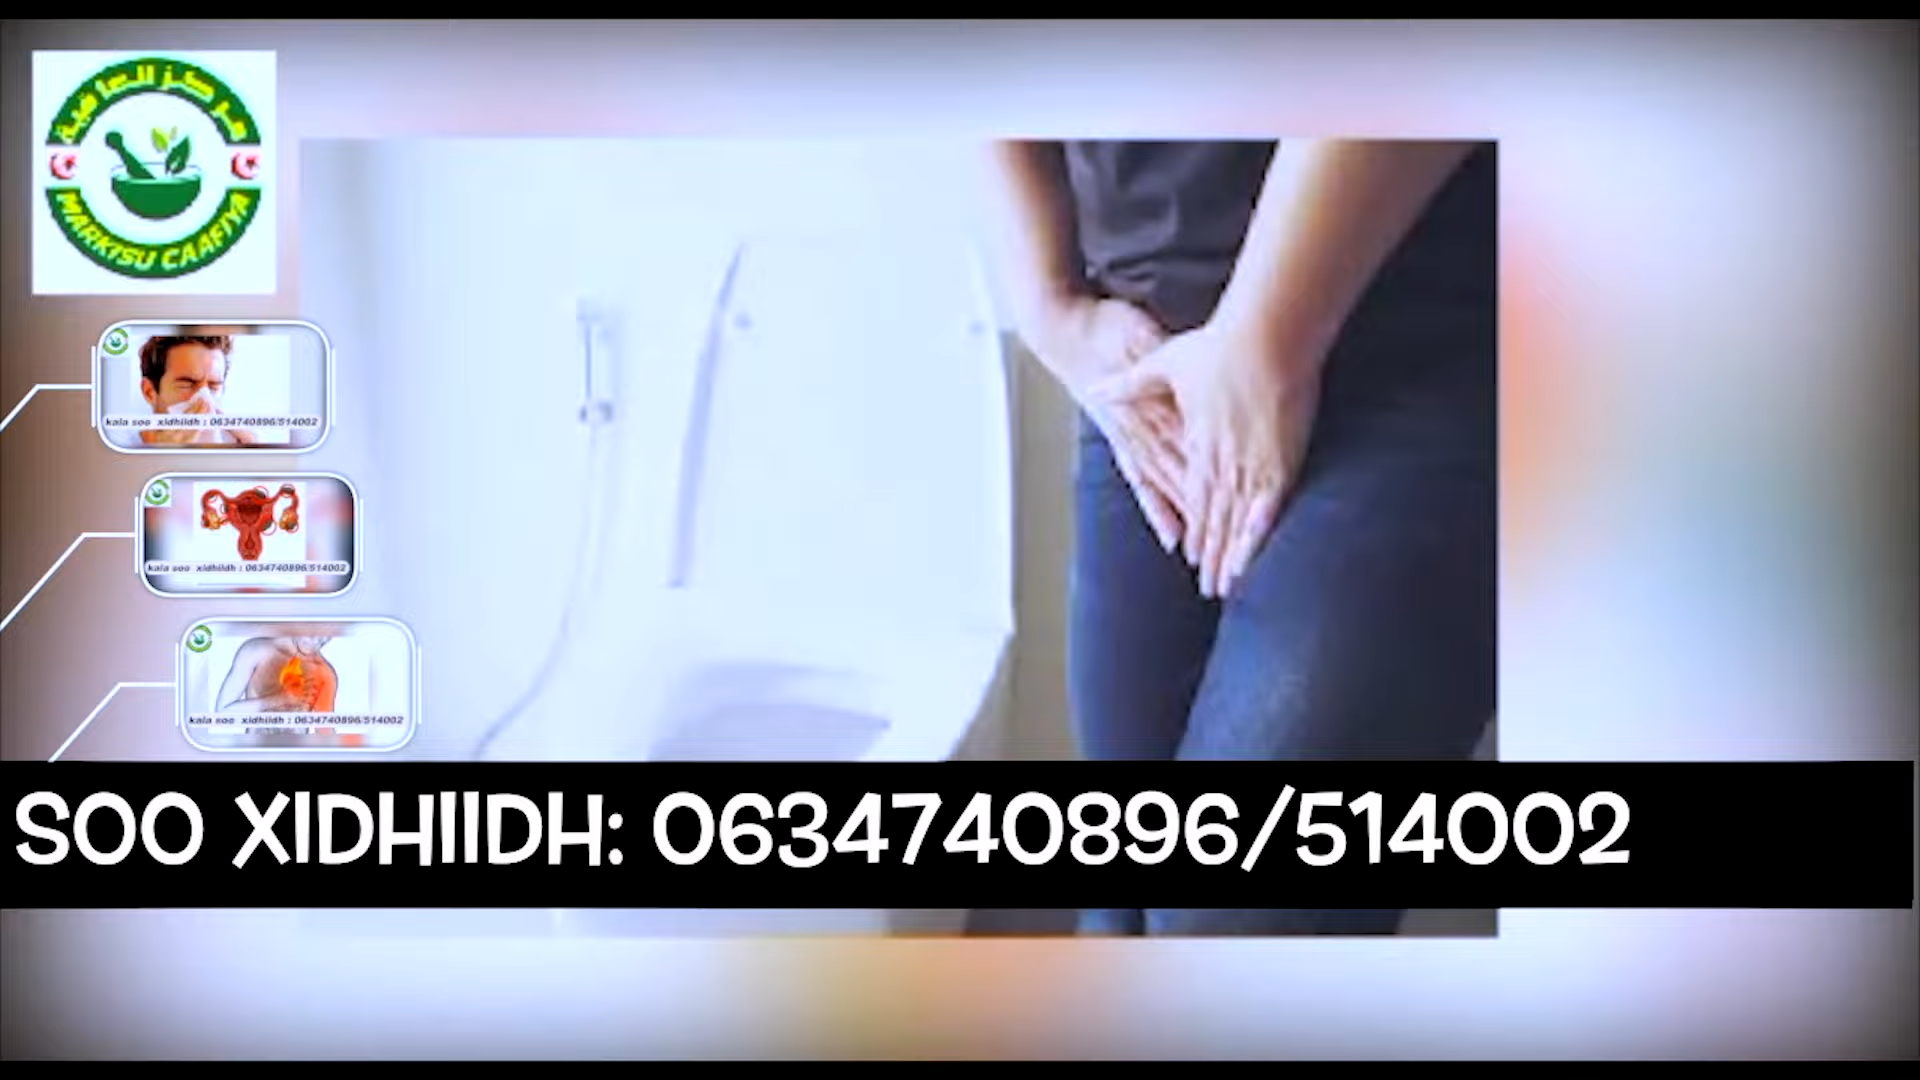 مركز العافية
MARKISU CAAFIYA
kala soo xidhiidh : 0634740896/514002
kala soo xidhiidh : 0634740896/514002
kala soo xidhiidh : 0634740896/514002
SOO XIDHIIDH: 0634740896/514002